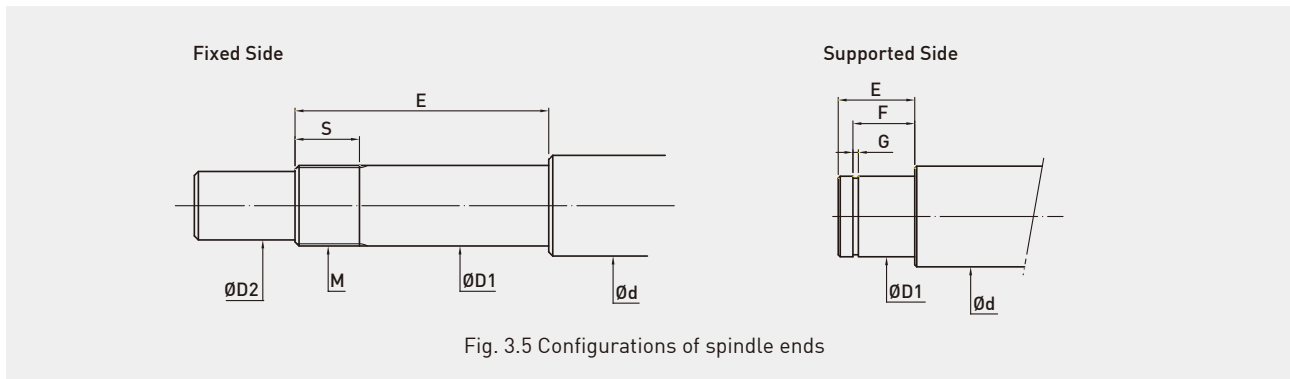 Fixed Side
E
S
ØD2
M
ØD1
Ød
Supported Side
E
F
G
ØD1
Ød
Fig. 3.5 Configurations of spindle ends